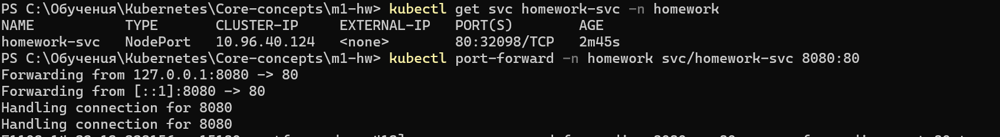 PS C:\Обучения\Kubernetes\Core-concepts\m1-hw> kubectl get svc homework-svc -n homework
NAME TYPE CLUSTER-IP EXTERNAL-IP PORT(S) AGE
homework-svc NodePort 10.96.40.124 <none> 80:32098/TCP 2m45s
PS C:\Обучения\Kubernetes\Core-concepts\m1-hw> kubectl port-forward -n homework svc/homework-svc 8080:80
Forwarding from 127.0.0.1:8080 -> 80
Forwarding from [::1]:8080 -> 80
Handling connection for 8080
Handling connection for 8080